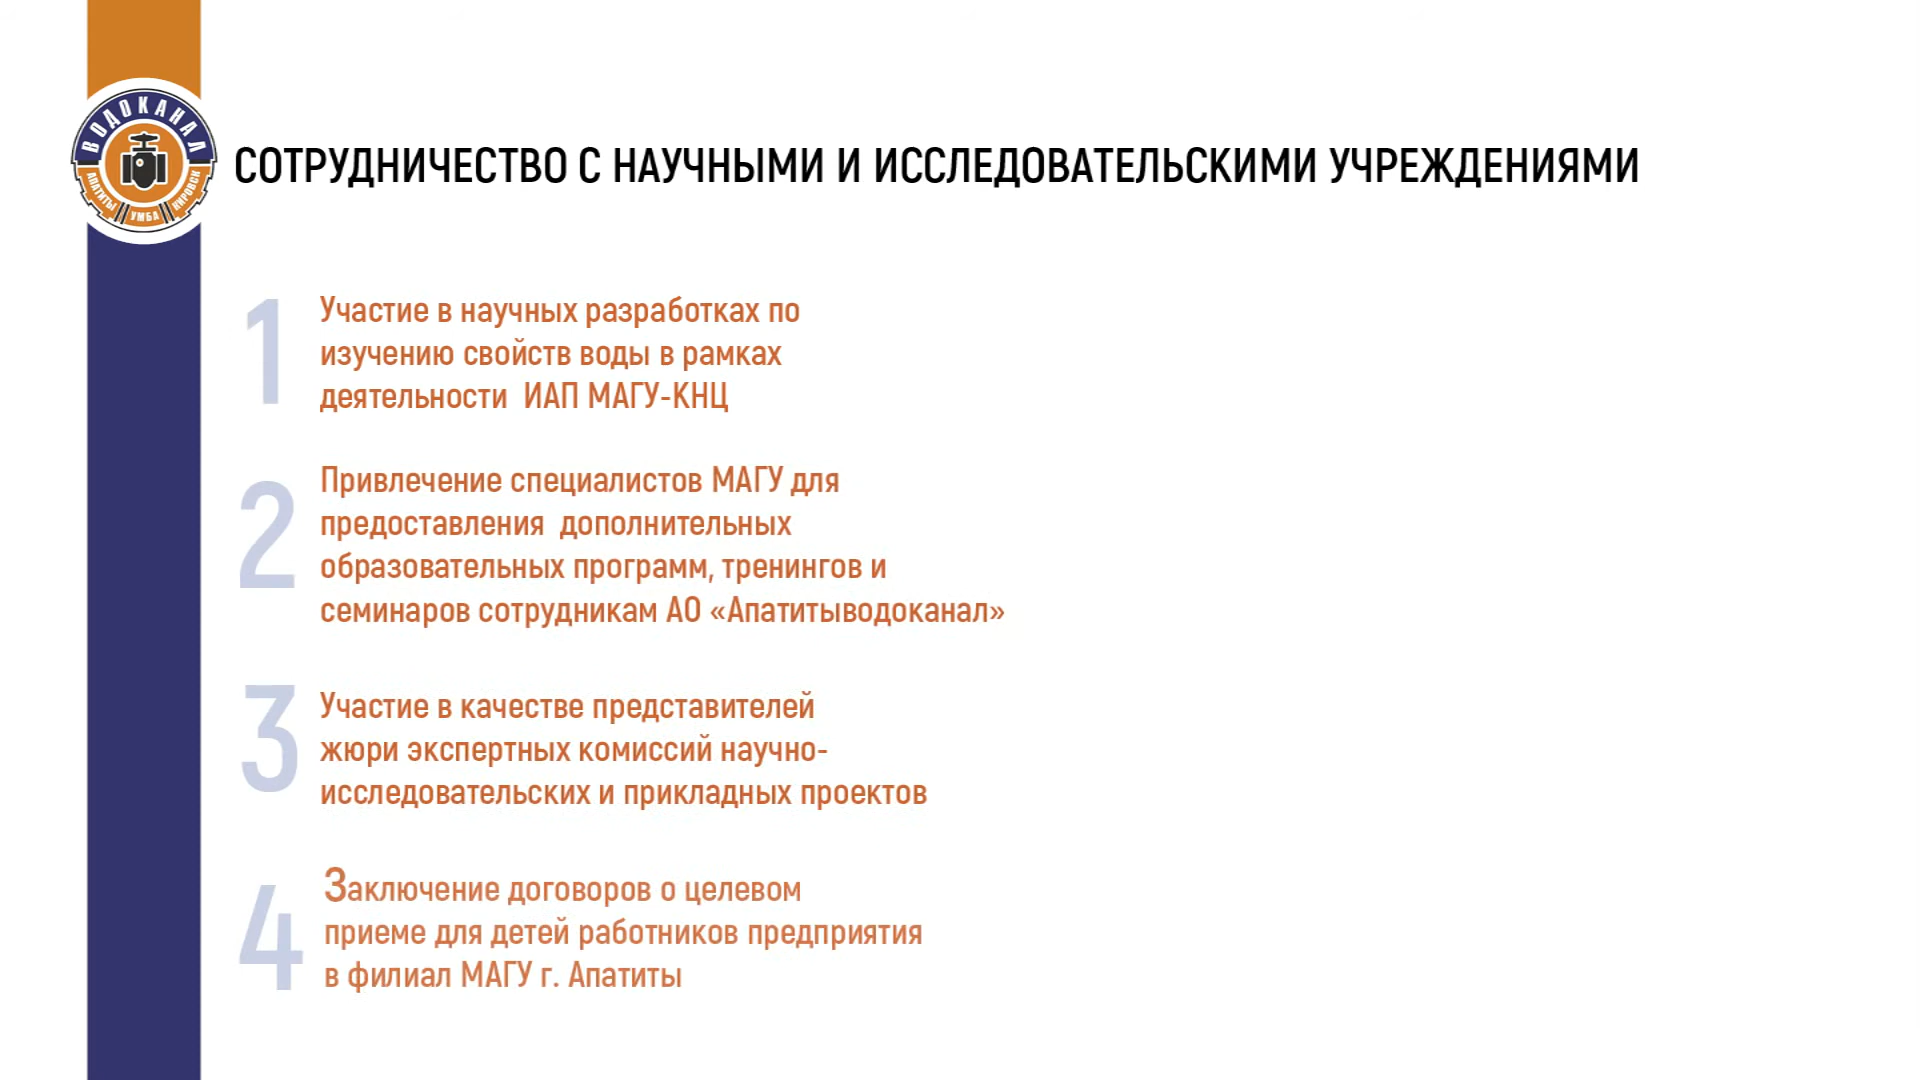 ВОДОКАНАЛ
АПАТИТЫ УМБА КИРОВСК
СОТРУДНИЧЕСТВО С НАУЧНЫМИ И ИССЛЕДОВАТЕЛЬСКИМИ УЧРЕЖДЕНИЯМИ
1
Участие в научных разработках по
изучению свойств воды в рамках
деятельности ИАП МАГУ-КНЦ
2
Привлечение специалистов МАГУ для
предоставления дополнительных
образовательных программ, тренингов и
семинаров сотрудникам АО «Апатитыводоканал»
3
Участие в качестве представителей
жюри экспертных комиссий научно-
исследовательских и прикладных проектов
4
Заключение договоров о целевом
приеме для детей работников предприятия
в филиал МАГУ г. Апатиты